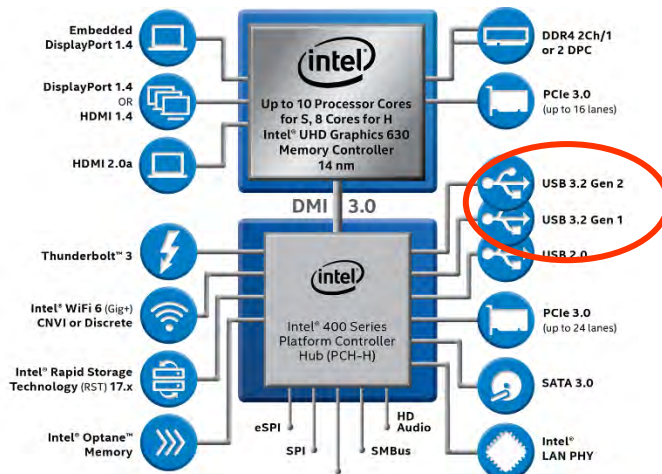 Embedded
DisplayPort 1.4
DisplayPort 1.4
OR
HDMI 1.4
HDMI 2.0a
intel
Up to 10 Processor Cores
for S, 8 Cores for H
Intel® UHD Graphics 630
Memory Controller
14 nm
DDR4 2Ch/1
or 2 DPC
PCIe 3.0
(up to 16 lanes)
DMI 3.0
USB 3.2 Gen 2
USB 3.2 Gen 1
USB 2.0
Thunderbolt™ 3
Intel® WiFi 6 (Gig+)
CNVI or Discrete
Intel® Rapid Storage
Technology (RST) 17.x
Intel® Optane™
Memory
intel
Intel® 400 Series
Platform Controller
Hub (PCH-H)
PCIe 3.0
(up to 24 lanes)
SATA 3.0
Intel®
LAN PHY
eSPI
SPI
SMBus
HD
Audio